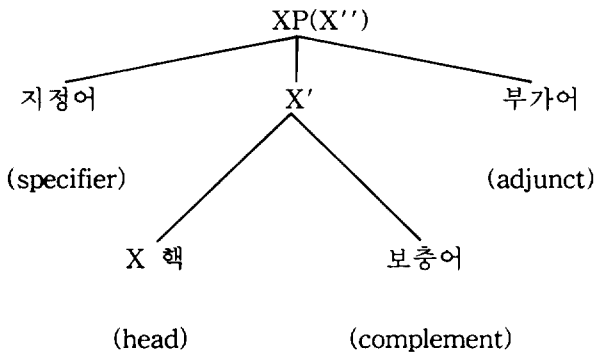 XP(X′′)
지정어 X′ 부가어
(specifier) (adjunct)
X 핵 보충어
(head) (complement)